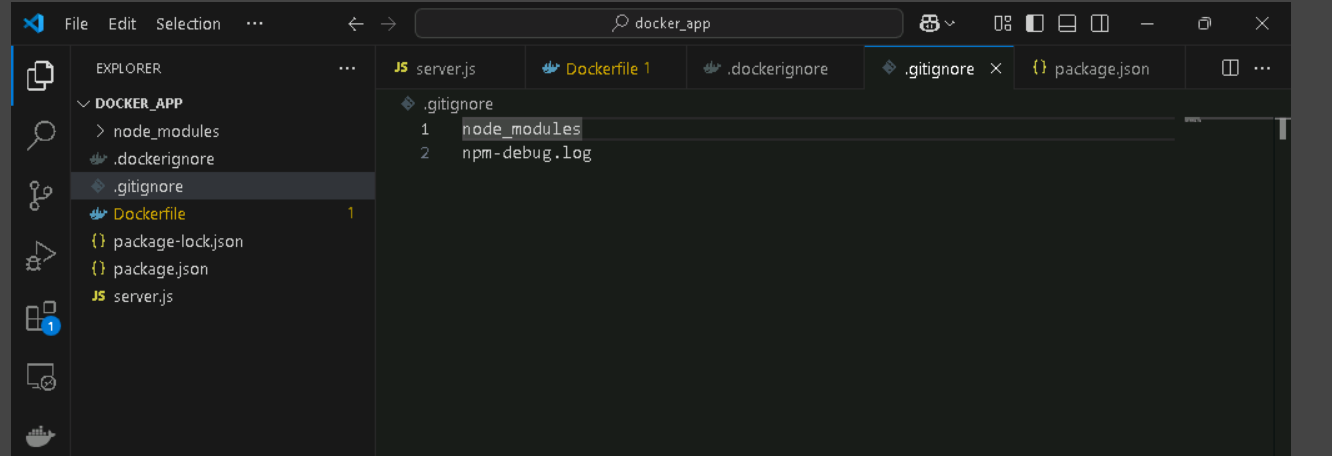 File Edit Selection ··· docker_app
EXPLORER ···
DOCKER_APP
node_modules
.dockerignore
.gitignore
Dockerfile 1
{} package-lock.json
{} package.json
JS server.js
1
JS server.js Dockerfile 1 .dockerignore .gitignore {} package.json ···
.gitignore
1 node_modules
2 npm-debug.log